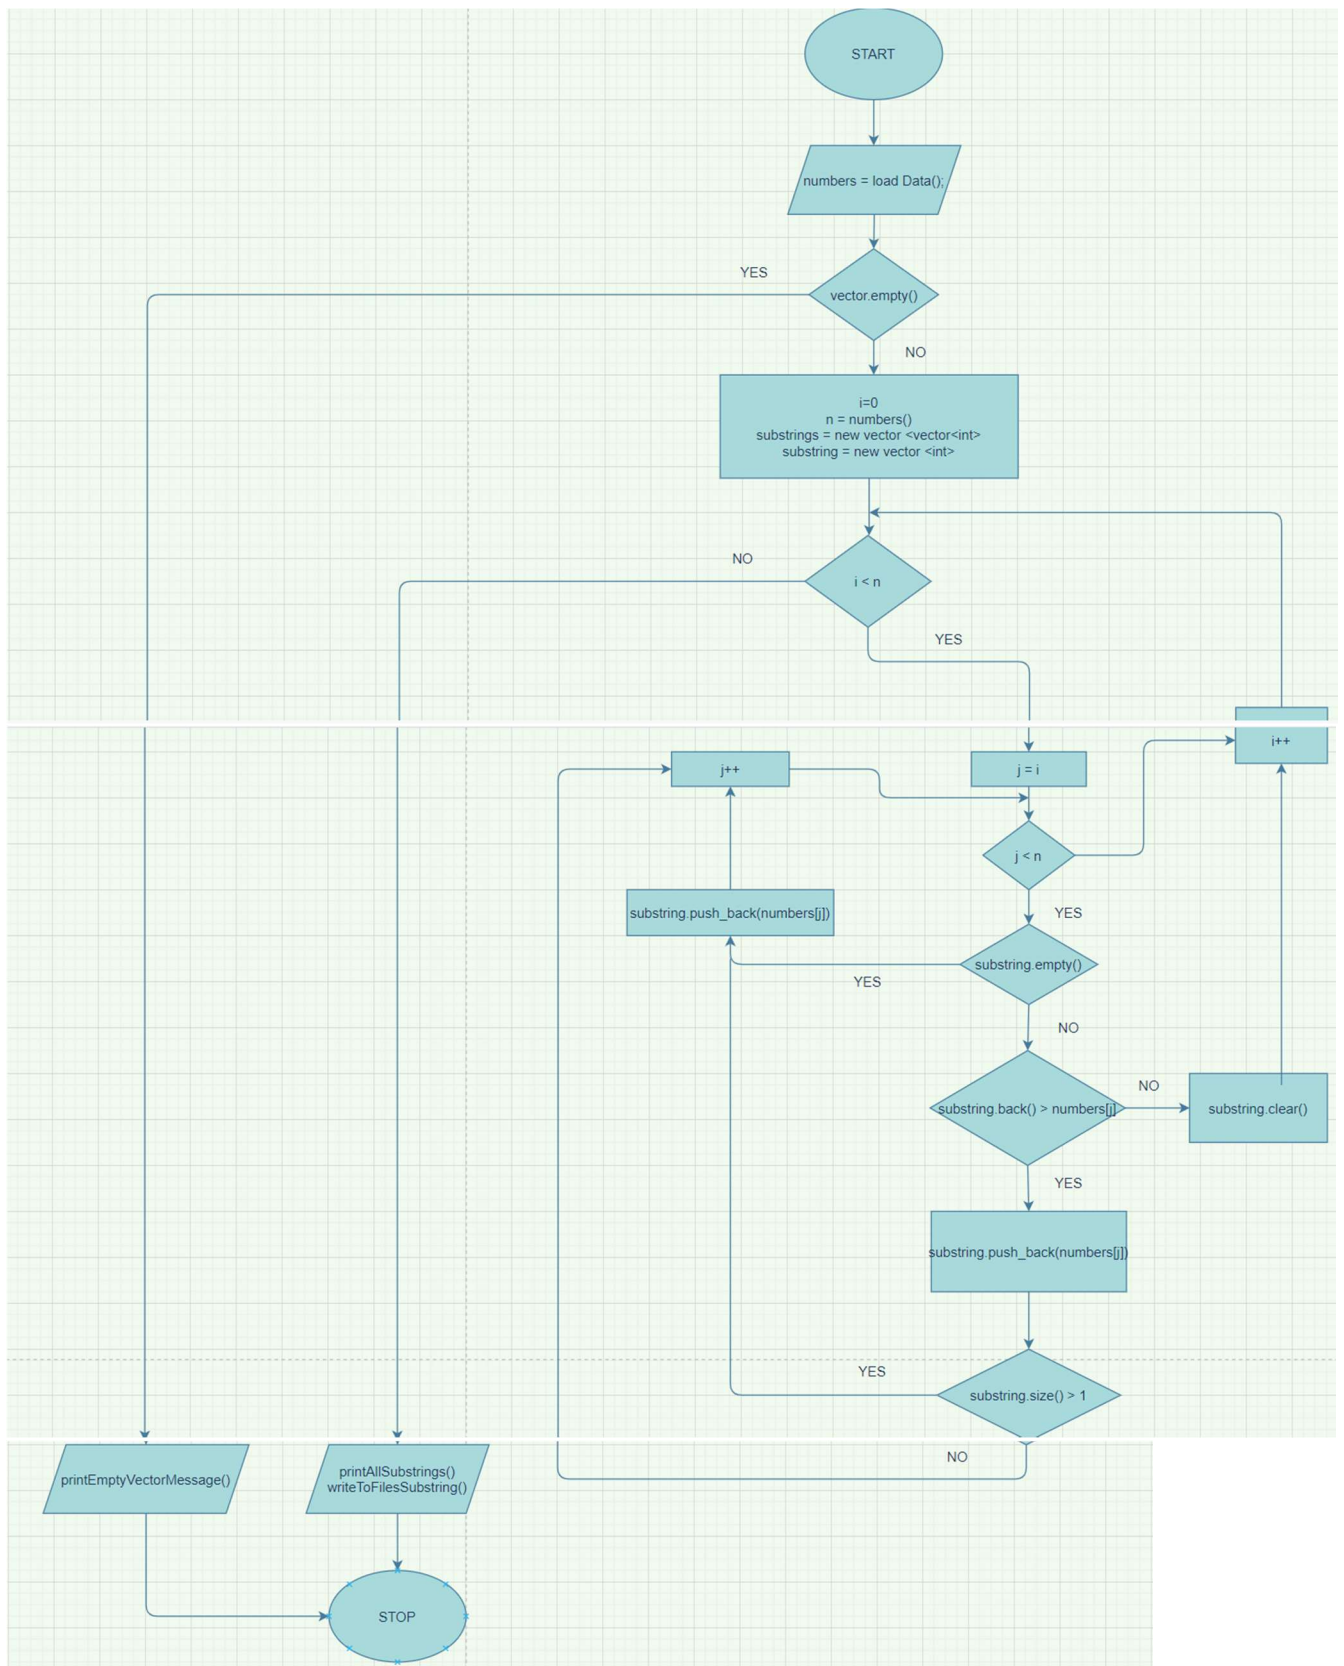 START
numbers = load Data();
YES
vector.empty()
NO
i=0
n = numbers()
substrings = new vector <vector<int>
substring = new vector <int>
NO
i < n
YES
i++
j++
j = i
j < n
substring.push_back(numbers[j])
YES
substring.empty()
YES
NO
substring.back() > numbers[j]
NO
substring.clear()
YES
substring.push_back(numbers[j])
YES
substring.size() > 1
NO
printEmptyVectorMessage()
printAllSubstrings()
writeToFilesSubstring()
STOP